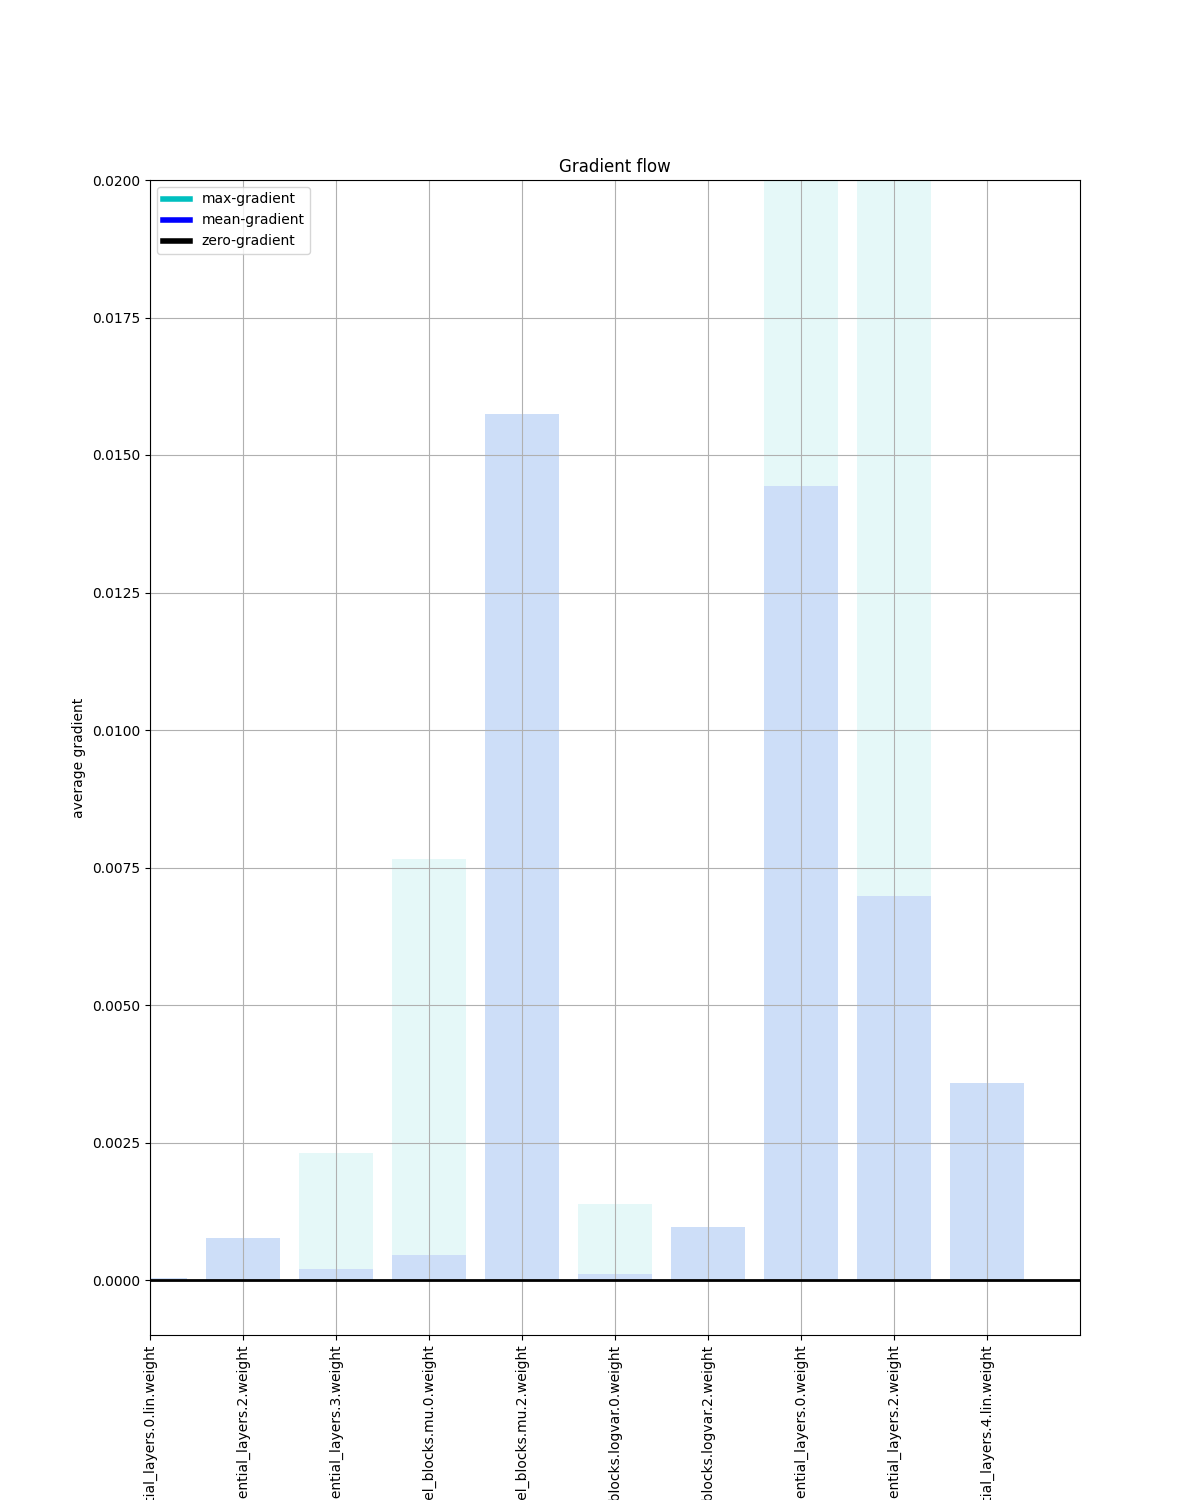 Gradient flow
max-gradient
mean-gradient
zero-gradient
0.0200
0.0175
0.0150
0.0125
0.0100
0.0075
0.0050
0.0025
0.0000
average gradient
tial_layers.0.lin.weight
ential_layers.2.weight
ential_layers.3.weight
el_blocks.mu.0.weight
el_blocks.mu.2.weight
blocks.logvar.0.weight
blocks.logvar.2.weight
ential_layers.0.weight
ential_layers.2.weight
tial_layers.4.lin.weight